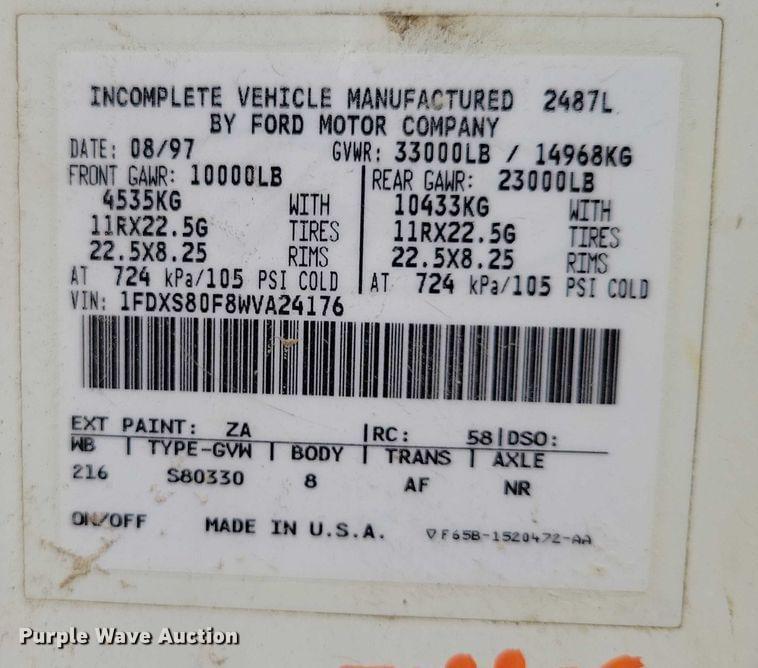 INCOMPLETE VEHICLE MANUFACTURED 2487L
BY FORD MOTOR COMPANY
DATE: 08/97 GVWR: 33000LB / 14968KG
FRONT GAWR: 10000LB REAR GAWR: 23000LB
4535KG WITH 10433KG WITH
11RX22.5G TIRES 11RX22.5G TIRES
22.5X8.25 RIMS 22.5X8.25 RIMS
AT 724 kPa/105 PSI COLD AT 724 kPa/105 PSI COLD
VIN: 1FDXS80F8WVA24176
EXT PAINT: ZA RC: 58 DSO:
WB TYPE-GVW BODY TRANS AXLE
216 S80330 8 AF NR
ON/OFF MADE IN U.S.A. ▽F65B-1520472-AA
Purple Wave Auction